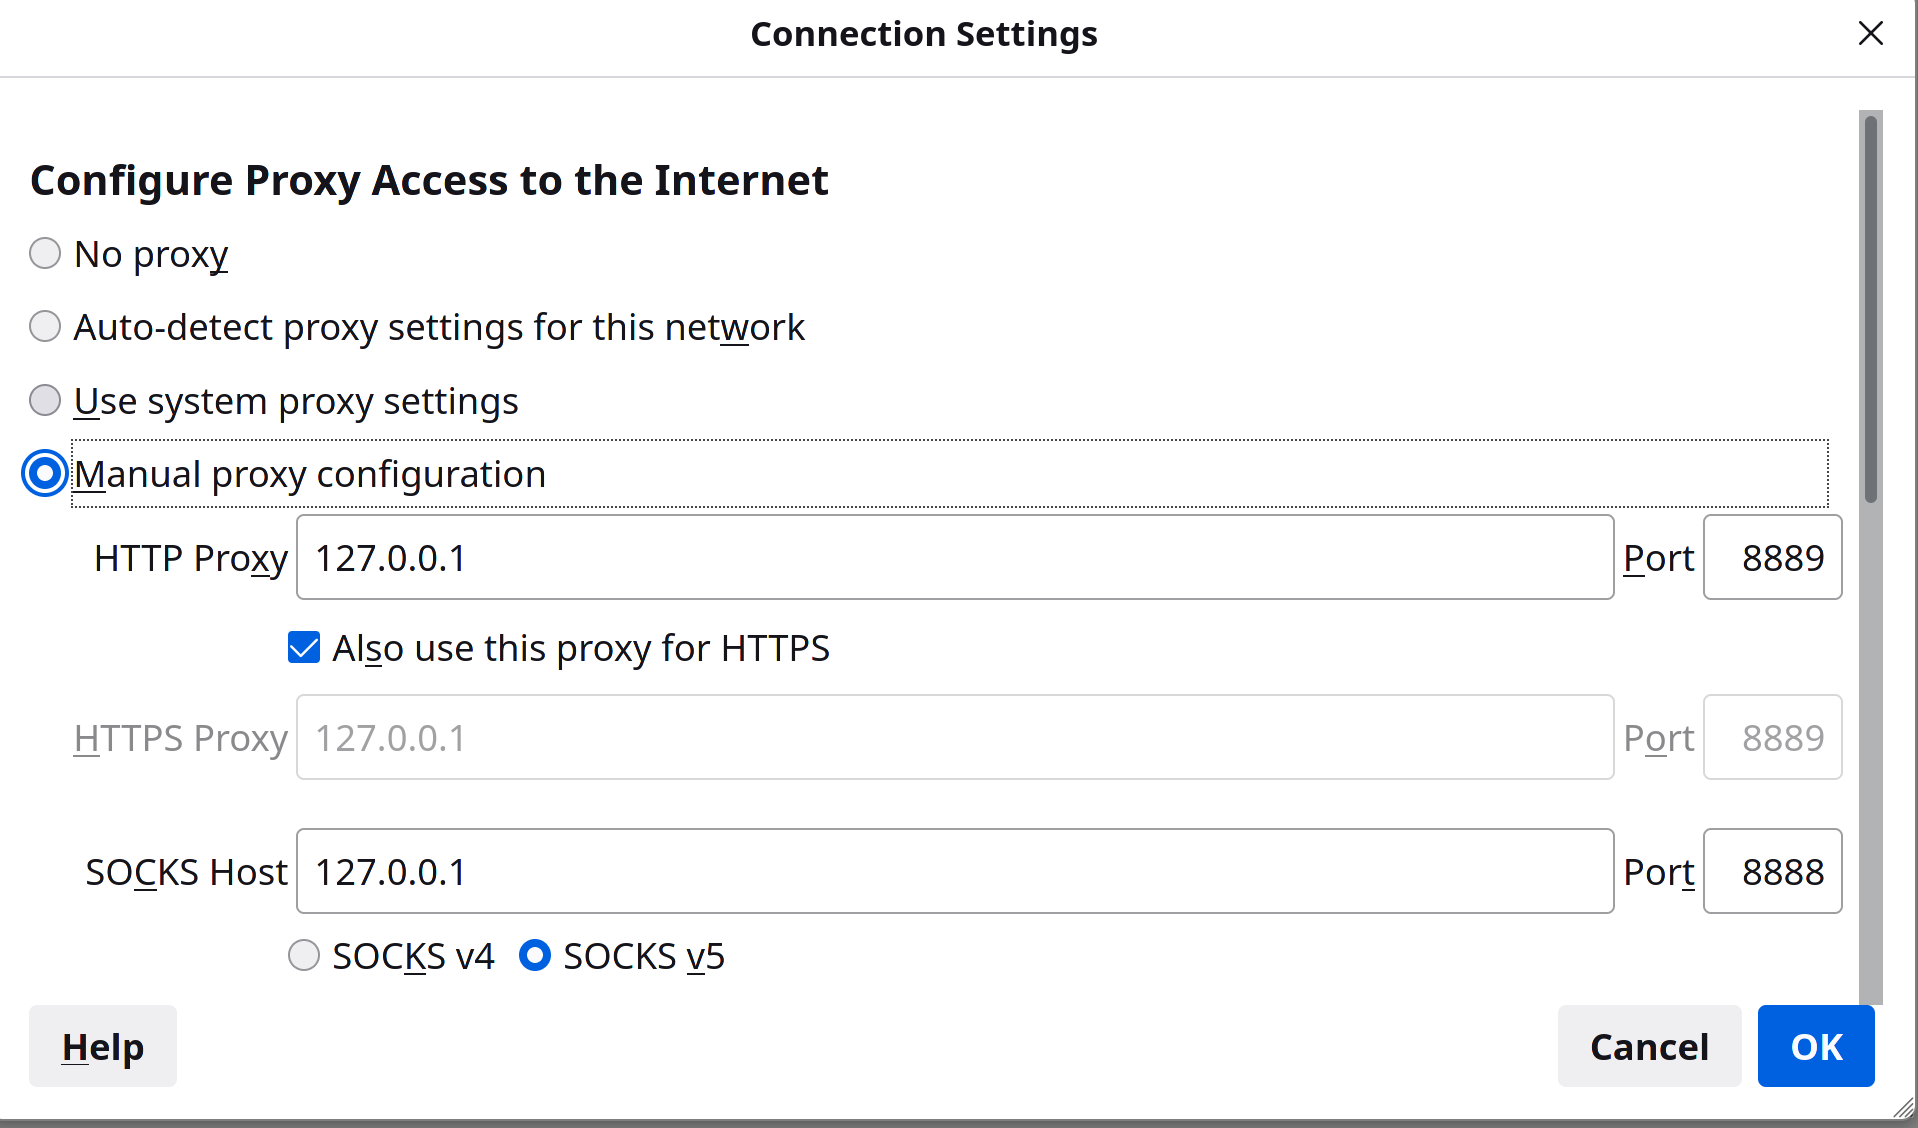 Connection Settings
Configure Proxy Access to the Internet
No proxy
Auto-detect proxy settings for this network
Use system proxy settings
Manual proxy configuration
HTTP Proxy 127.0.0.1 Port 8889
Also use this proxy for HTTPS
HTTPS Proxy 127.0.0.1 Port 8889
SOCKS Host 127.0.0.1 Port 8888
SOCKS v4 SOCKS v5
Help Cancel OK